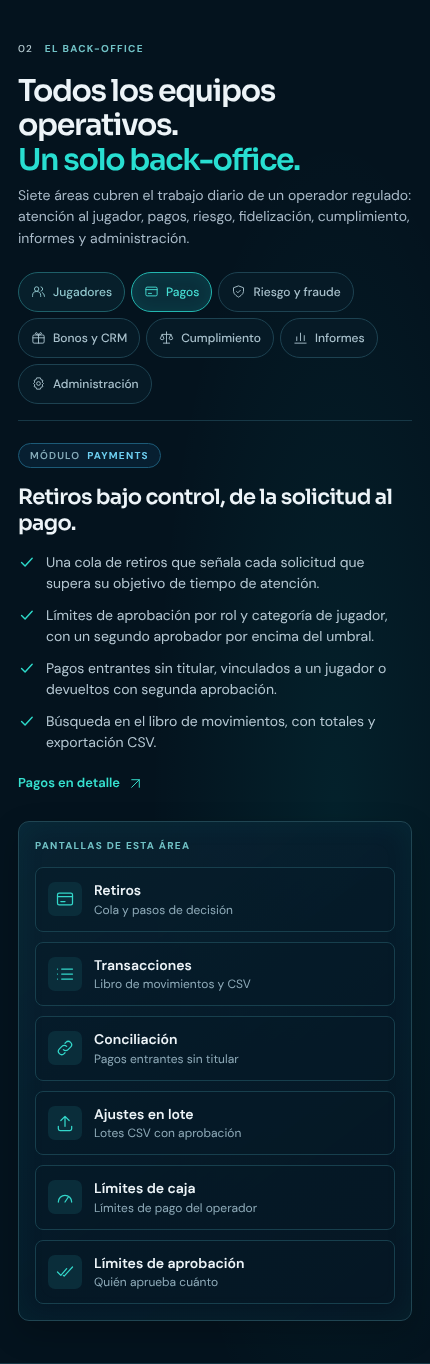 02 EL BACK-OFFICE
Todos los equipos
operativos.
Un solo back-office.
Siete áreas cubren el trabajo diario de un operador regulado:
atención al jugador, pagos, riesgo, fidelización, cumplimiento,
informes y administración.
Jugadores
Pagos
Riesgo y fraude
Bonos y CRM
Cumplimiento
Informes
Administración
MÓDULO PAYMENTS
Retiros bajo control, de la solicitud al
pago.
Una cola de retiros que señala cada solicitud que
supera su objetivo de tiempo de atención.
Límites de aprobación por rol y categoría de jugador,
con un segundo aprobador por encima del umbral.
Pagos entrantes sin titular, vinculados a un jugador o
devueltos con segunda aprobación.
Búsqueda en el libro de movimientos, con totales y
exportación CSV.
Pagos en detalle
PANTALLAS DE ESTA ÁREA
Retiros
Cola y pasos de decisión
Transacciones
Libro de movimientos y CSV
Conciliación
Pagos entrantes sin titular
Ajustes en lote
Lotes CSV con aprobación
Límites de caja
Límites de pago del operador
Límites de aprobación
Quién aprueba cuánto